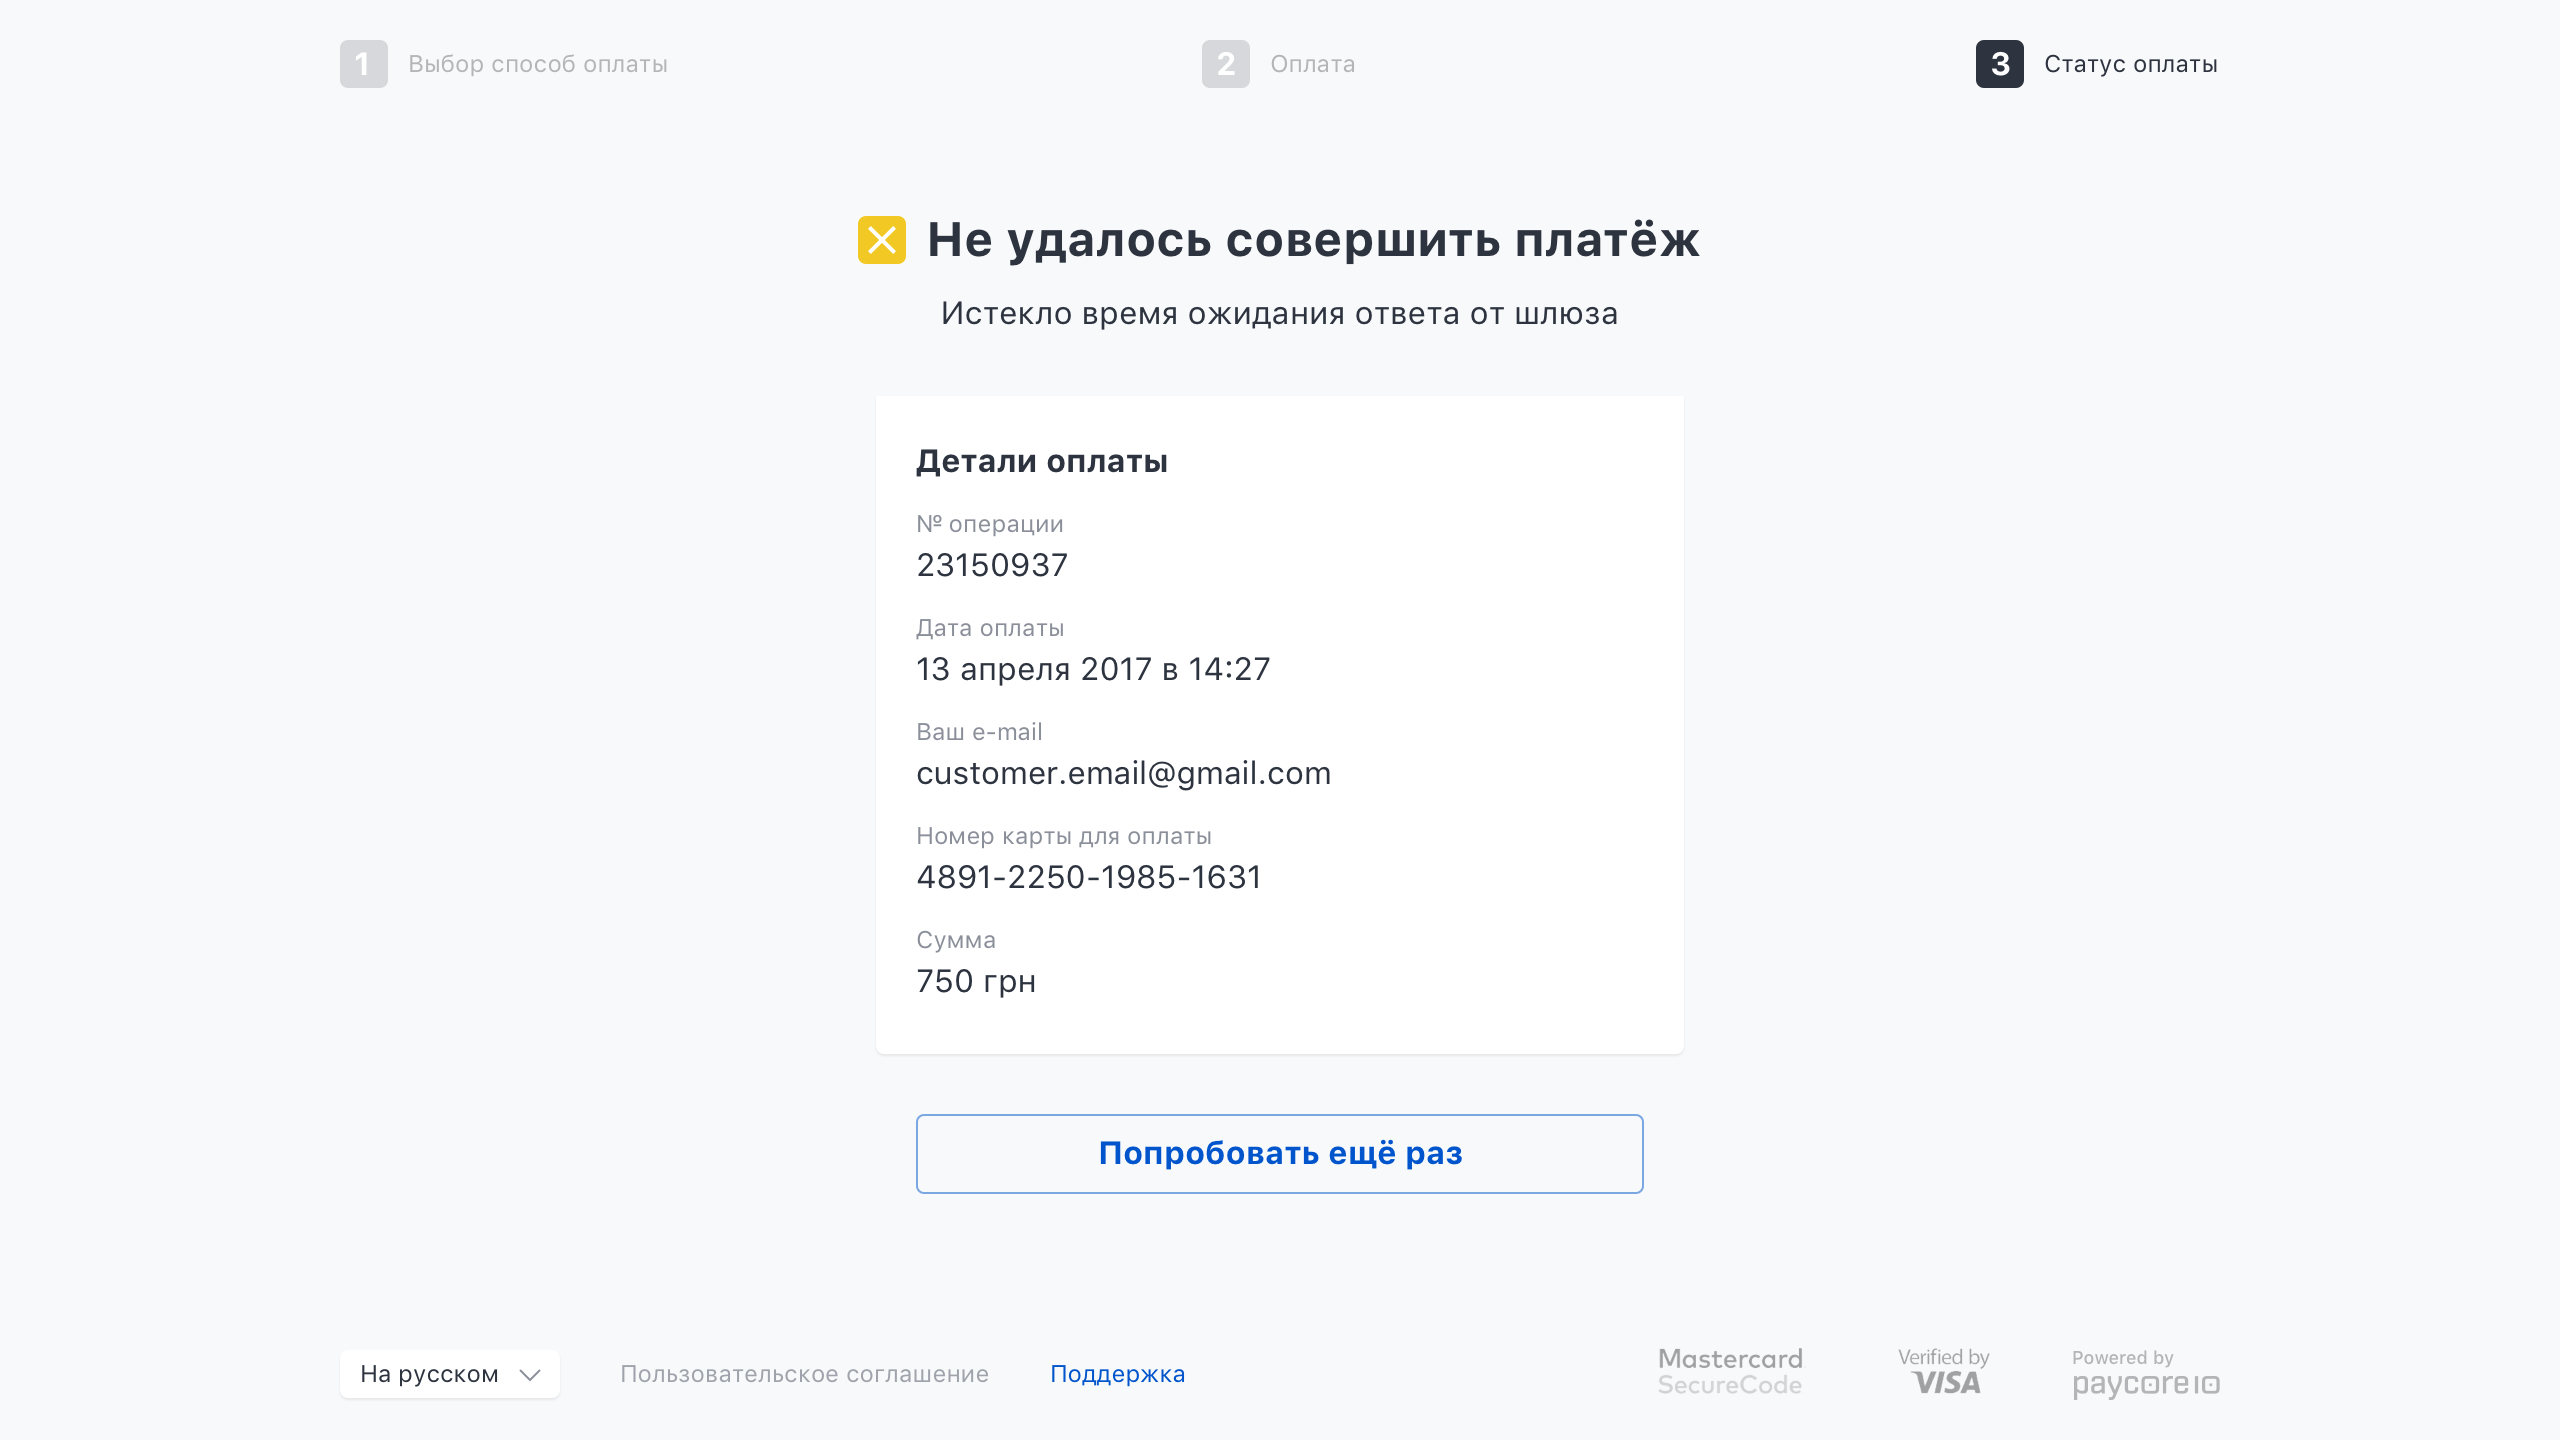 1 Выбор способ оплаты
2 Оплата
3 Статус оплаты
Не удалось совершить платёж
Истекло время ожидания ответа от шлюза
Детали оплаты
№ операции
23150937
Дата оплаты
13 апреля 2017 в 14:27
Ваш e-mail
customer.email@gmail.com
Номер карты для оплаты
4891-2250-1985-1631
Сумма
750 грн
Попробовать ещё раз
На русском
Пользовательское соглашение
Поддержка
Mastercard
SecureCode
Verified by
VISA
Powered by
paycore io